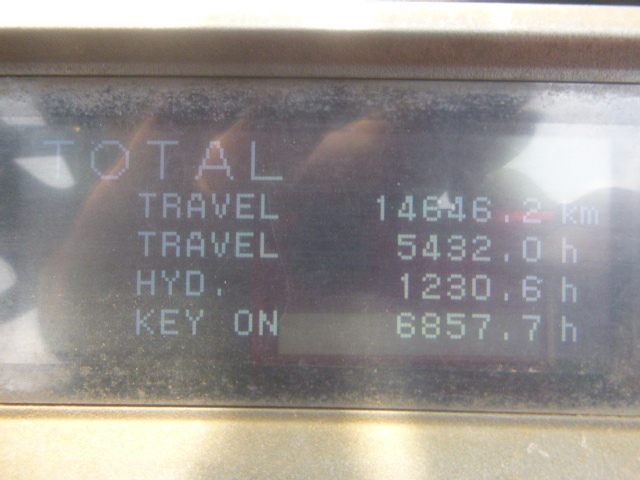 TOTAL
TRAVEL 14646.2 km
TRAVEL 5432.0 h
HYD. 1230.6 h
KEY ON 6857.7 h